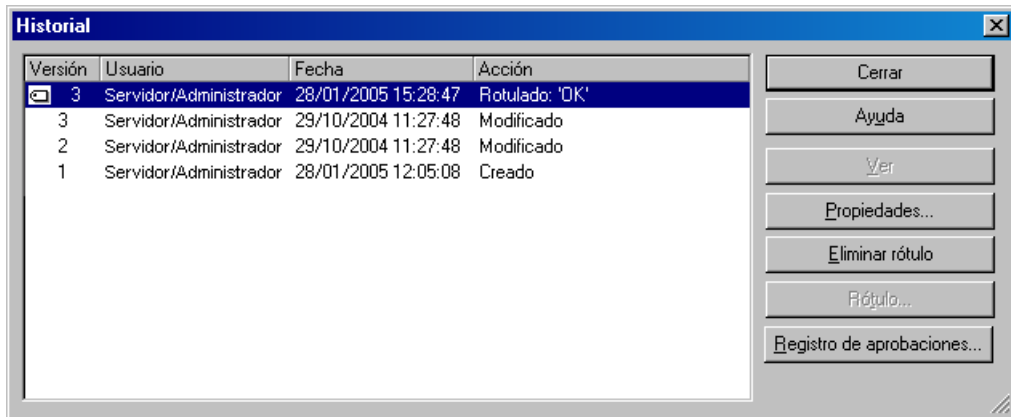 Historial
Versión Usuario Fecha Acción
3 Servidor/Administrador 28/01/2005 15:28:47 Rotulado: 'OK'
3 Servidor/Administrador 29/10/2004 11:27:48 Modificado
2 Servidor/Administrador 29/10/2004 11:27:48 Modificado
1 Servidor/Administrador 28/01/2005 12:05:08 Creado
Cerrar
Ayuda
Ver
Propiedades...
Eliminar rótulo
Rótulo...
Registro de aprobaciones...